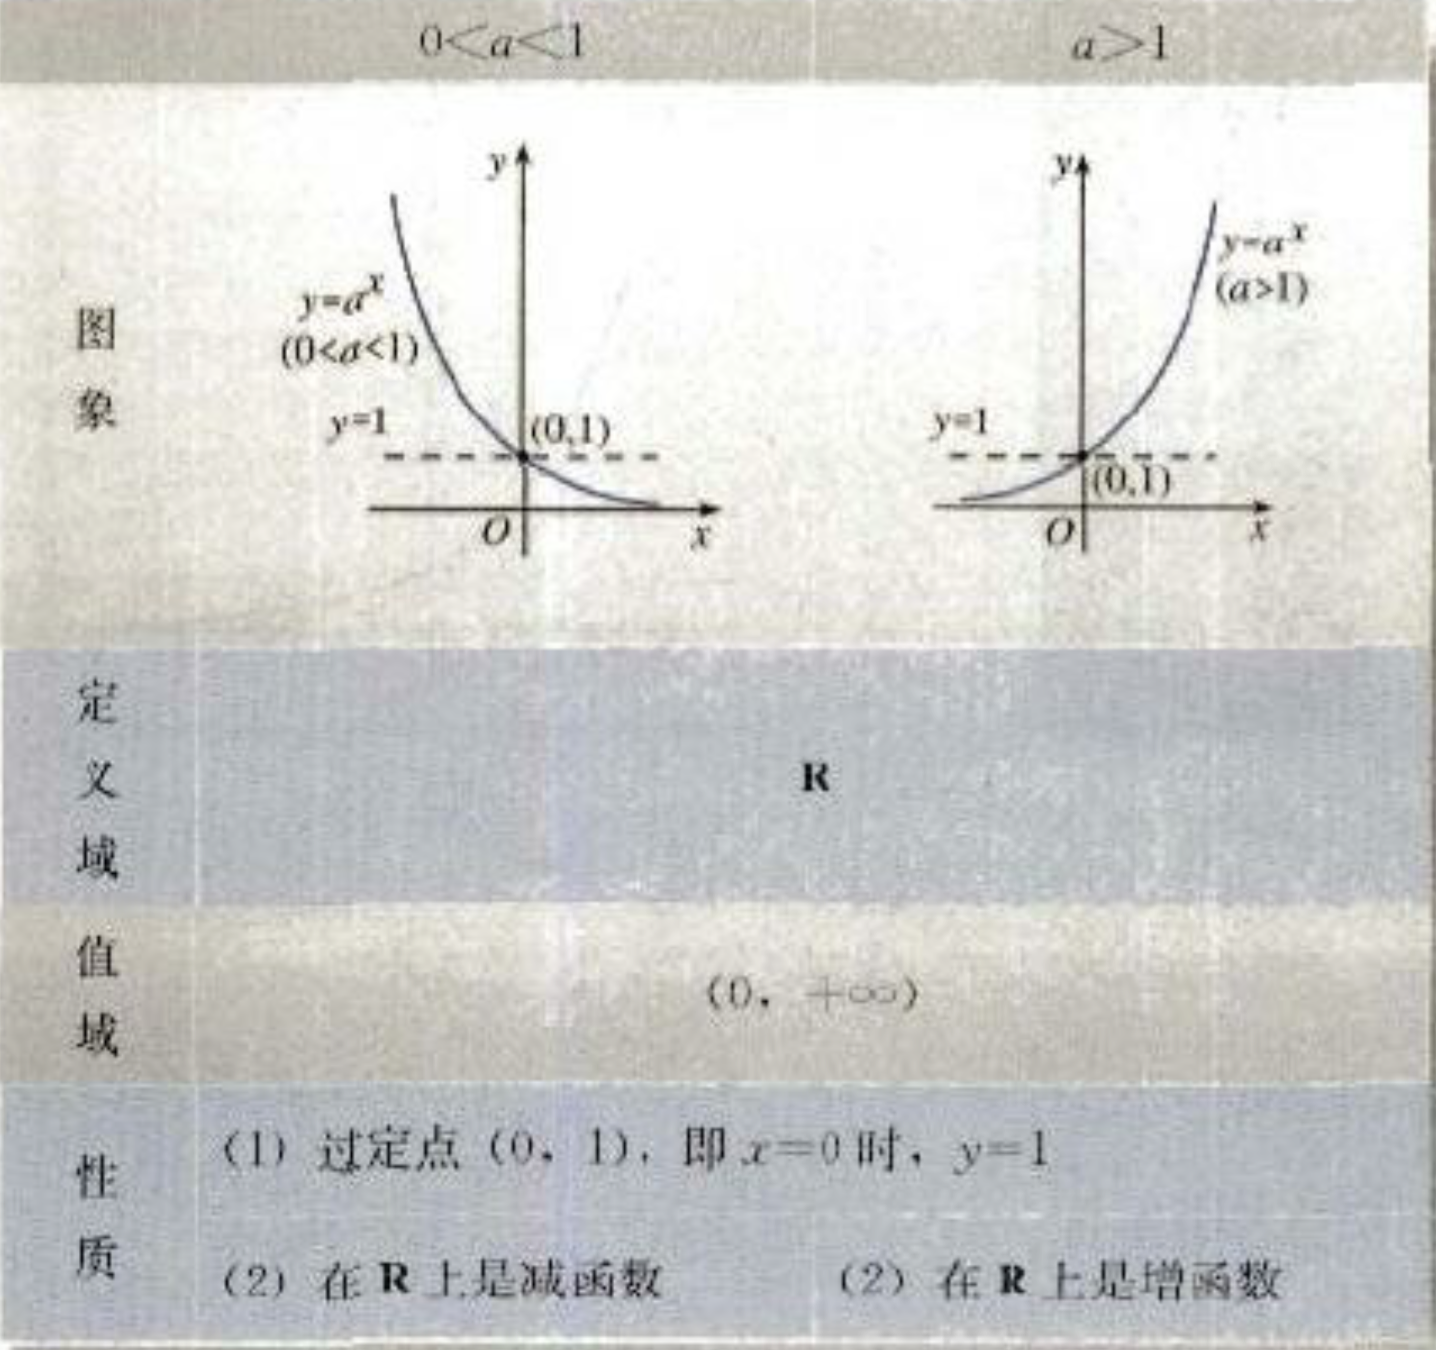 0<a<1 a>1
图象
y
y=aˣ
(0<a<1)
y=1
(0,1)
O
x
y
y=aˣ
(a>1)
y=1
(0,1)
O
x
定义域
R
值域
(0, +∞)
性质
(1) 过定点 (0, 1), 即 x=0 时, y=1
(2) 在 R 上是减函数 (2) 在 R 上是增函数